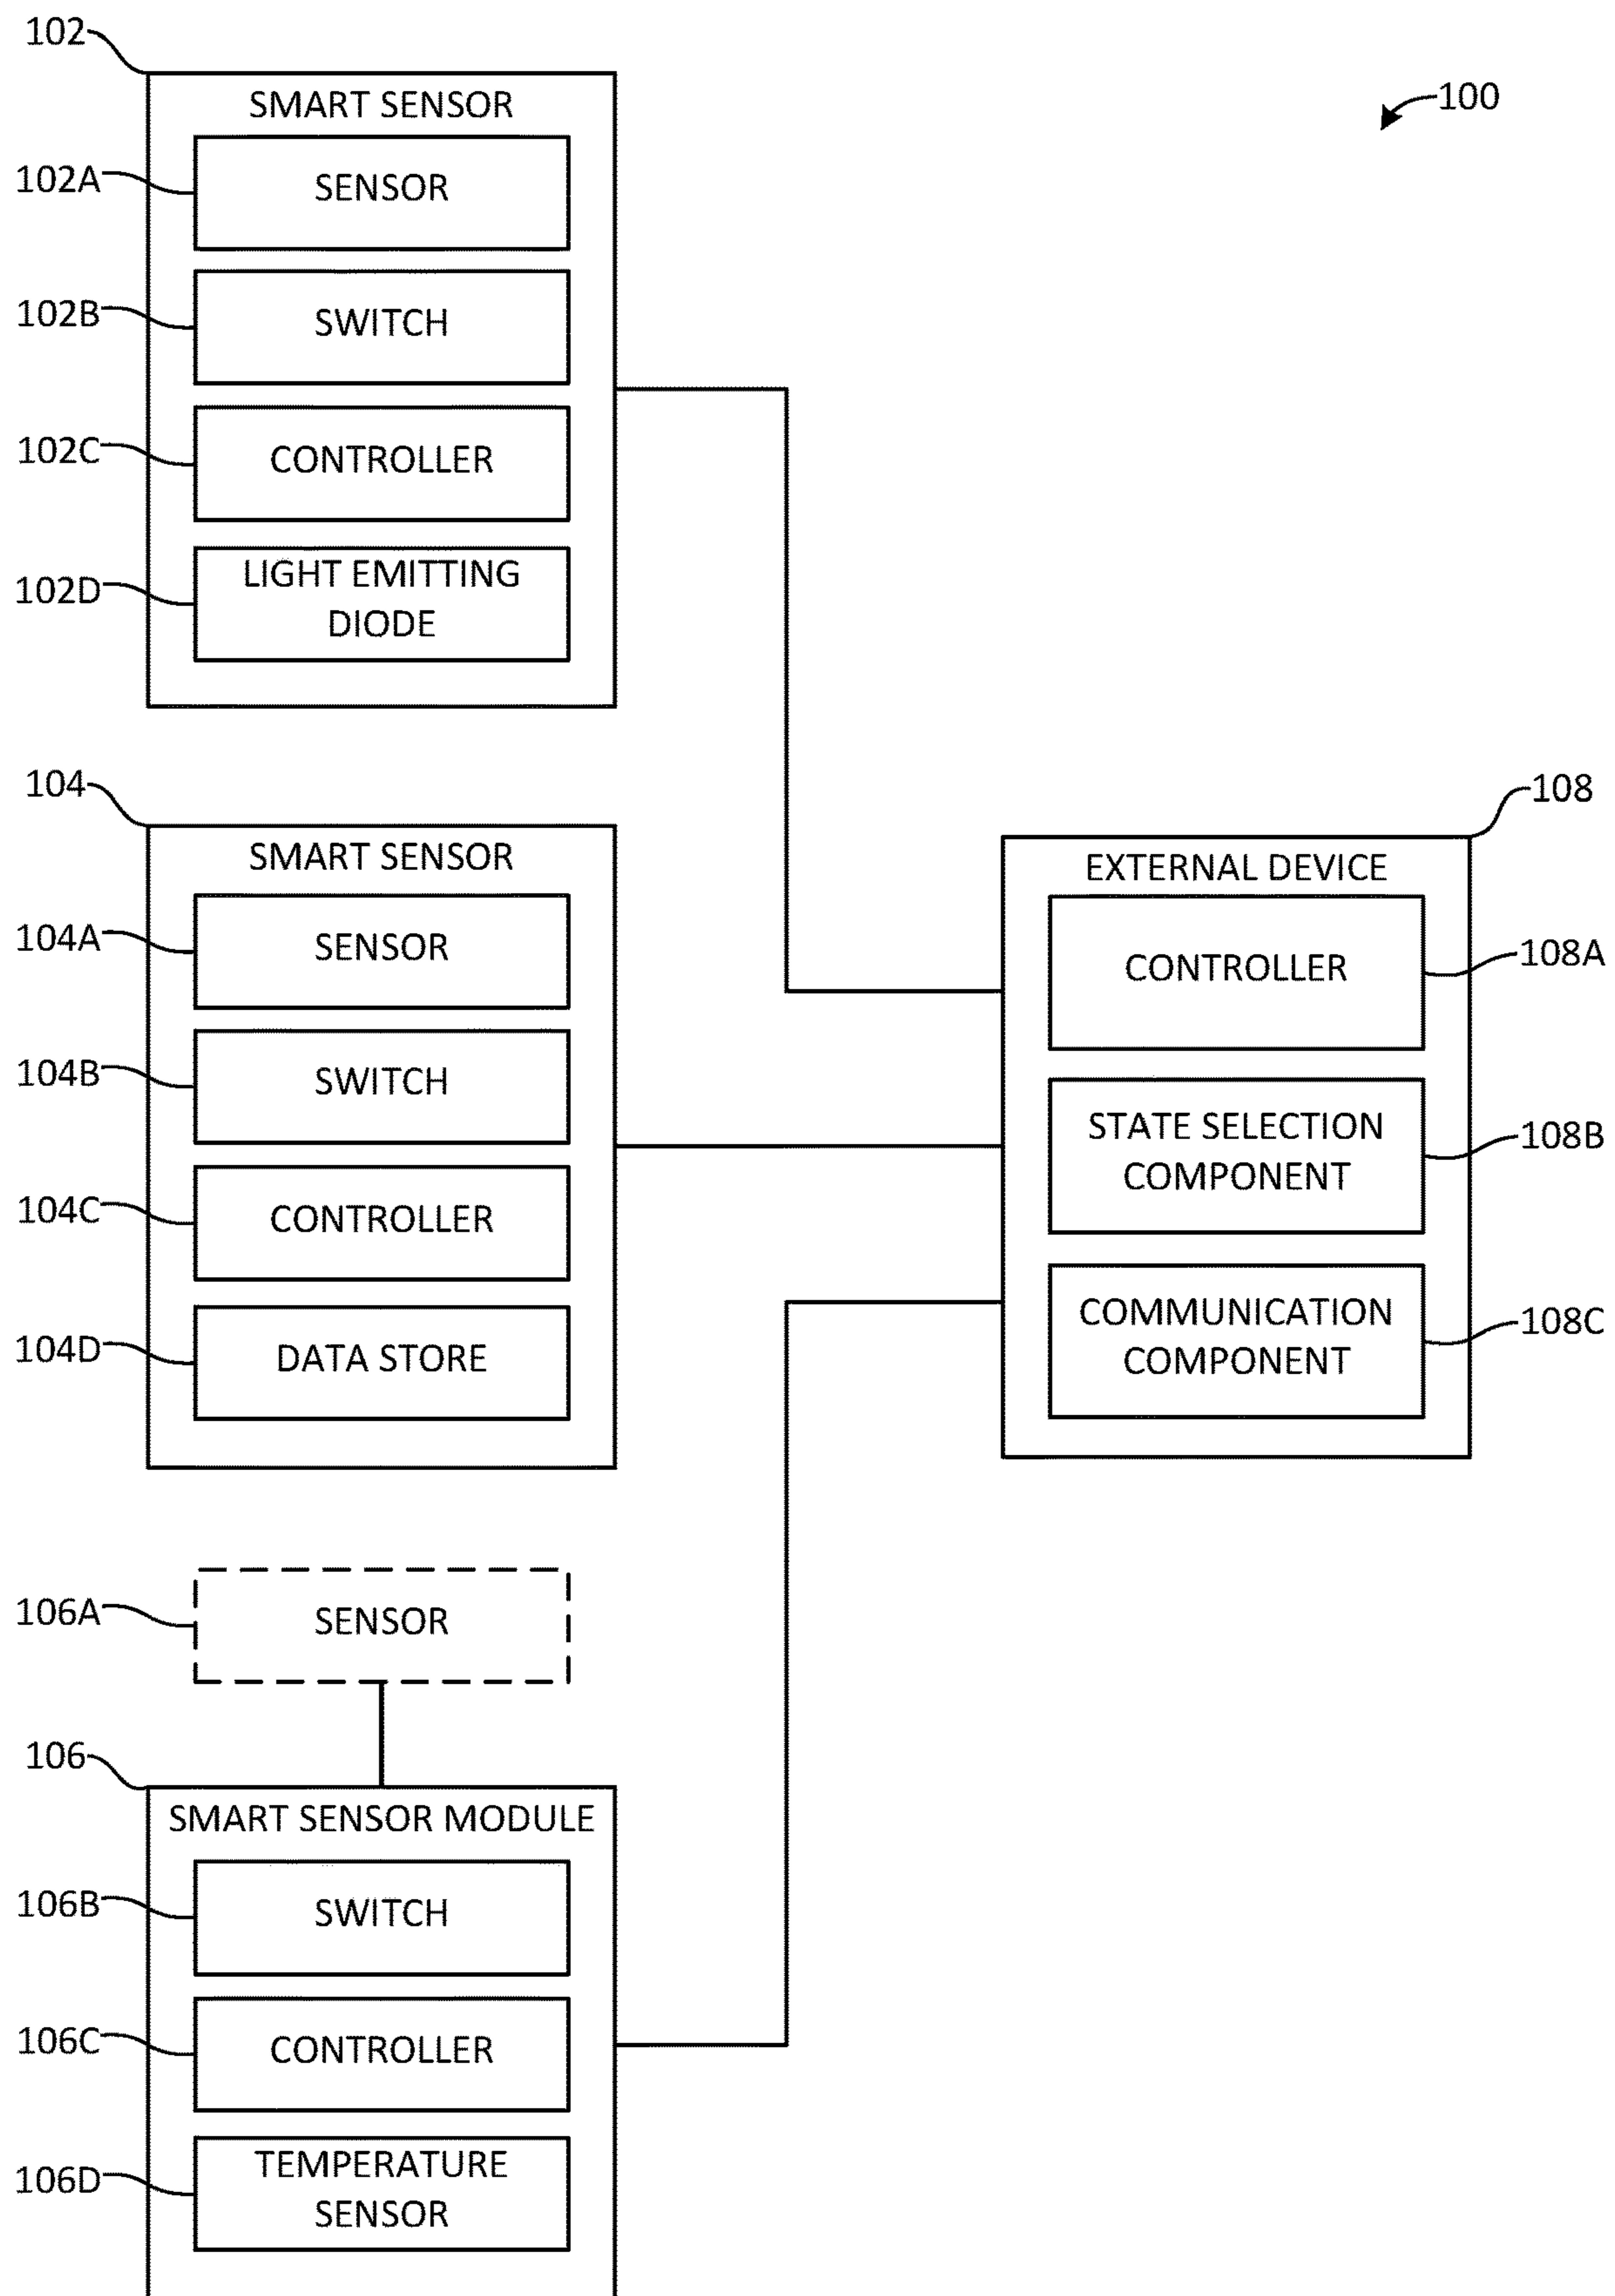 102
SMART SENSOR
100
102A
SENSOR
102B
SWITCH
102C
CONTROLLER
102D
LIGHT EMITTING
DIODE
104
SMART SENSOR
104A
SENSOR
104B
SWITCH
104C
CONTROLLER
104D
DATA STORE
108
EXTERNAL DEVICE
CONTROLLER
108A
STATE SELECTION
COMPONENT
108B
COMMUNICATION
COMPONENT
108C
106A
SENSOR
106
SMART SENSOR MODULE
106B
SWITCH
106C
CONTROLLER
106D
TEMPERATURE
SENSOR